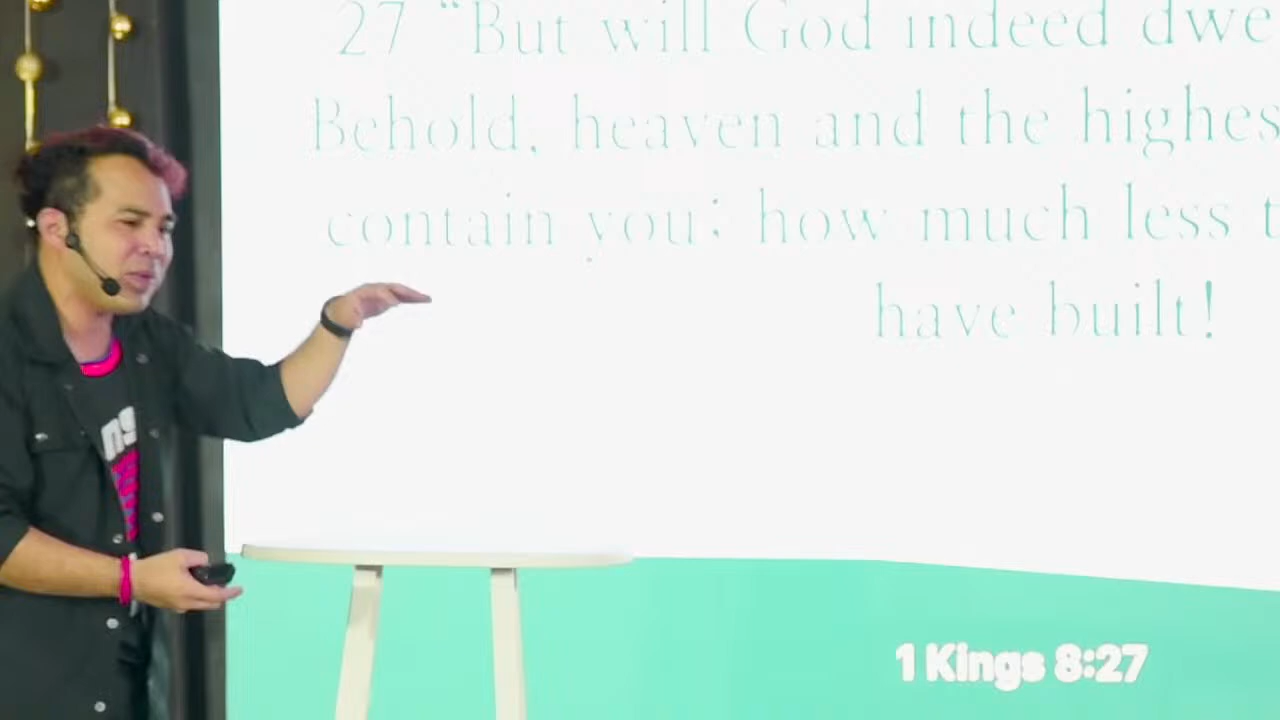 27 “But will God indeed dwe
Behold, heaven and the highes
contain you; how much less t
have built!
1 Kings 8:27